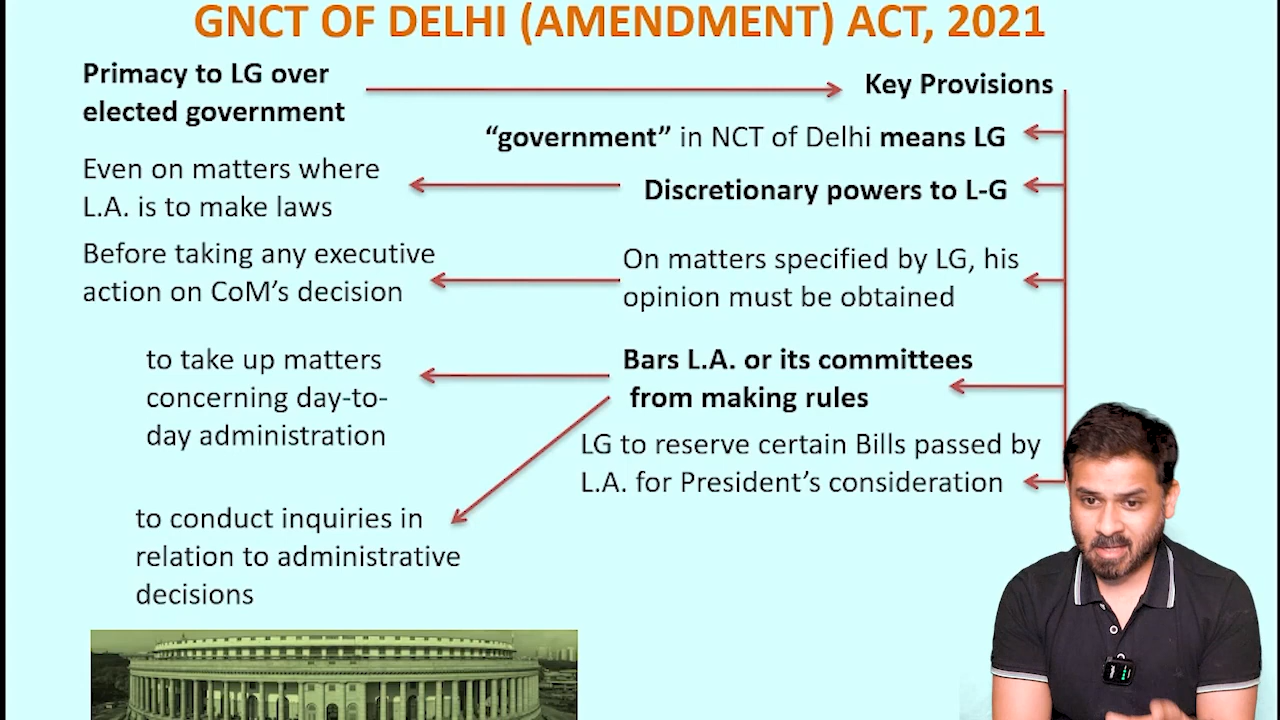 GNCT OF DELHI (AMENDMENT) ACT, 2021
Primacy to LG over
elected government
Key Provisions
“government” in NCT of Delhi means LG
Even on matters where
L.A. is to make laws
Discretionary powers to L-G
Before taking any executive
action on CoM’s decision
On matters specified by LG, his
opinion must be obtained
to take up matters
concerning day-to-
day administration
Bars L.A. or its committees
from making rules
LG to reserve certain Bills passed by
L.A. for President’s consideration
to conduct inquiries in
relation to administrative
decisions